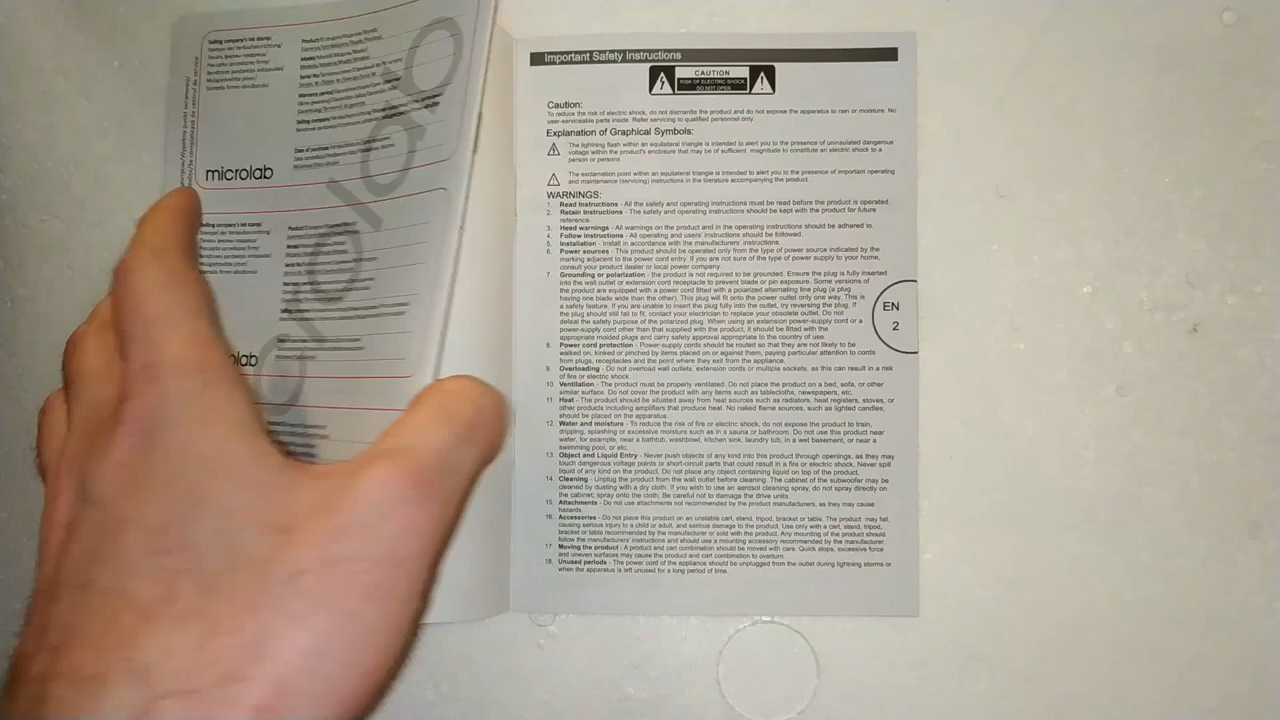 Selling company's ink stamp:
microlab
Selling company's ink stamp
Important Safety Instructions
CAUTION
RISK OF ELECTRIC SHOCK
DO NOT OPEN
Caution:
To reduce the risk of electric shock, do not dismantle the product and do not expose the apparatus to rain or moisture. No
user-serviceable parts inside. Refer servicing to qualified personnel only.
Explanation of Graphical Symbols:
The lightning flash within an equilateral triangle is intended to alert you to the presence of uninsulated dangerous
voltage within the product's enclosure that may be of sufficient magnitude to constitute an electric shock to a
person or persons
The exclamation point within an equilateral triangle is intended to alert you to the presence of important operating
and maintenance (servicing) instructions in the literature accompanying the product.
WARNINGS:
1. Read Instructions - All the safety and operating instructions must be read before the product is operated.
2. Retain Instructions - The safety and operating instructions should be kept with the product for future
reference.
3. Heed warnings - All warnings on the product and in the operating instructions should be adhered to.
4. Follow instructions - All operating and users' instructions should be followed.
5. Installation - Install in accordance with the manufacturers' instructions.
6. Power sources - This product should be operated only from the type of power source indicated by the
marking adjacent to the power cord entry. If you are not sure of the type of power supply to your home,
consult your product dealer or local power company.
7. Grounding or polarization - the product is not required to be grounded. Ensure the plug is fully inserted
into the wall outlet or extension cord receptacle to prevent blade or pin exposure. Some versions of
the product are equipped with a power cord fitted with a polarized alternating line plug (a plug
having one blade wide than the other). This plug will fit onto the power outlet only one way. This is
a safety feature. If you are unable to insert the plug fully into the outlet, try reversing the plug. If
the plug should still fail to fit, contact your electrician to replace your obsolete outlet. Do not
defeat the safety purpose of the polarized plug. When using an extension power-supply cord or a
power-supply cord other than that supplied with the product, it should be fitted with the
appropriate molded plugs and carry safety approval appropriate to the country of use.
8. Power cord protection - Power-supply cords should be routed so that they are not likely to be
walked on, kinked or pinched by items placed on or against them, paying particular attention to cords
from plugs, receptacles and the point where they exit from the appliance.
9. Overloading - Do not overload wall outlets, extension cords or multiple sockets, as this can result in a risk
of fire or electric shock.
10. Ventilation - The product must be properly ventilated. Do not place the product on a bed, sofa, or other
similar surface. Do not cover the product with any items such as tablecloths, newspapers, etc.
11. Heat - The product should be situated away from heat sources such as radiators, heat registers, stoves, or
other products including amplifiers that produce heat. No naked flame sources, such as lighted candles,
should be placed on the apparatus.
12. Water and moisture - To reduce the risk of fire or electric shock, do not expose the product to train,
dripping, splashing or excessive moisture such as in a sauna or bathroom. Do not use this product near
water, for example, near a bathtub, washbowl, kitchen sink, laundry tub, in a wet basement, or near a
swimming pool, or etc.
13. Object and Liquid Entry - Never push objects of any kind into this product through openings, as they may
touch dangerous voltage points or short-circuit parts that could result in a fire or electric shock. Never spill
liquid of any kind on the product. Do not place any object containing liquid on top of the product.
14. Cleaning - Unplug the product from the wall outlet before cleaning. The cabinet of the subwoofer may be
cleaned by dusting with a dry cloth. If you wish to use an aerosol cleaning spray, do not spray directly on
the cabinet, spray onto the cloth. Be careful not to damage the drive units.
15. Attachments - Do not use attachments not recommended by the product manufacturers, as they may cause
hazards.
16. Accessories - Do not place this product on an unstable cart, stand, tripod, bracket or table. The product may fall,
causing serious injury to a child or adult, and serious damage to the product. Use only with a cart, stand, tripod,
bracket or table recommended by the manufacturer or sold with the product. Any mounting of the product should
follow the manufacturers' instructions and should use a mounting accessory recommended by the manufacturer.
17. Moving the product - A product and cart combination should be moved with care. Quick stops, excessive force
and uneven surfaces may cause the product and cart combination to overturn.
18. Unused periods - The power cord of the appliance should be unplugged from the outlet during lightning storms or
when the apparatus is left unused for a long period of time.
EN
2